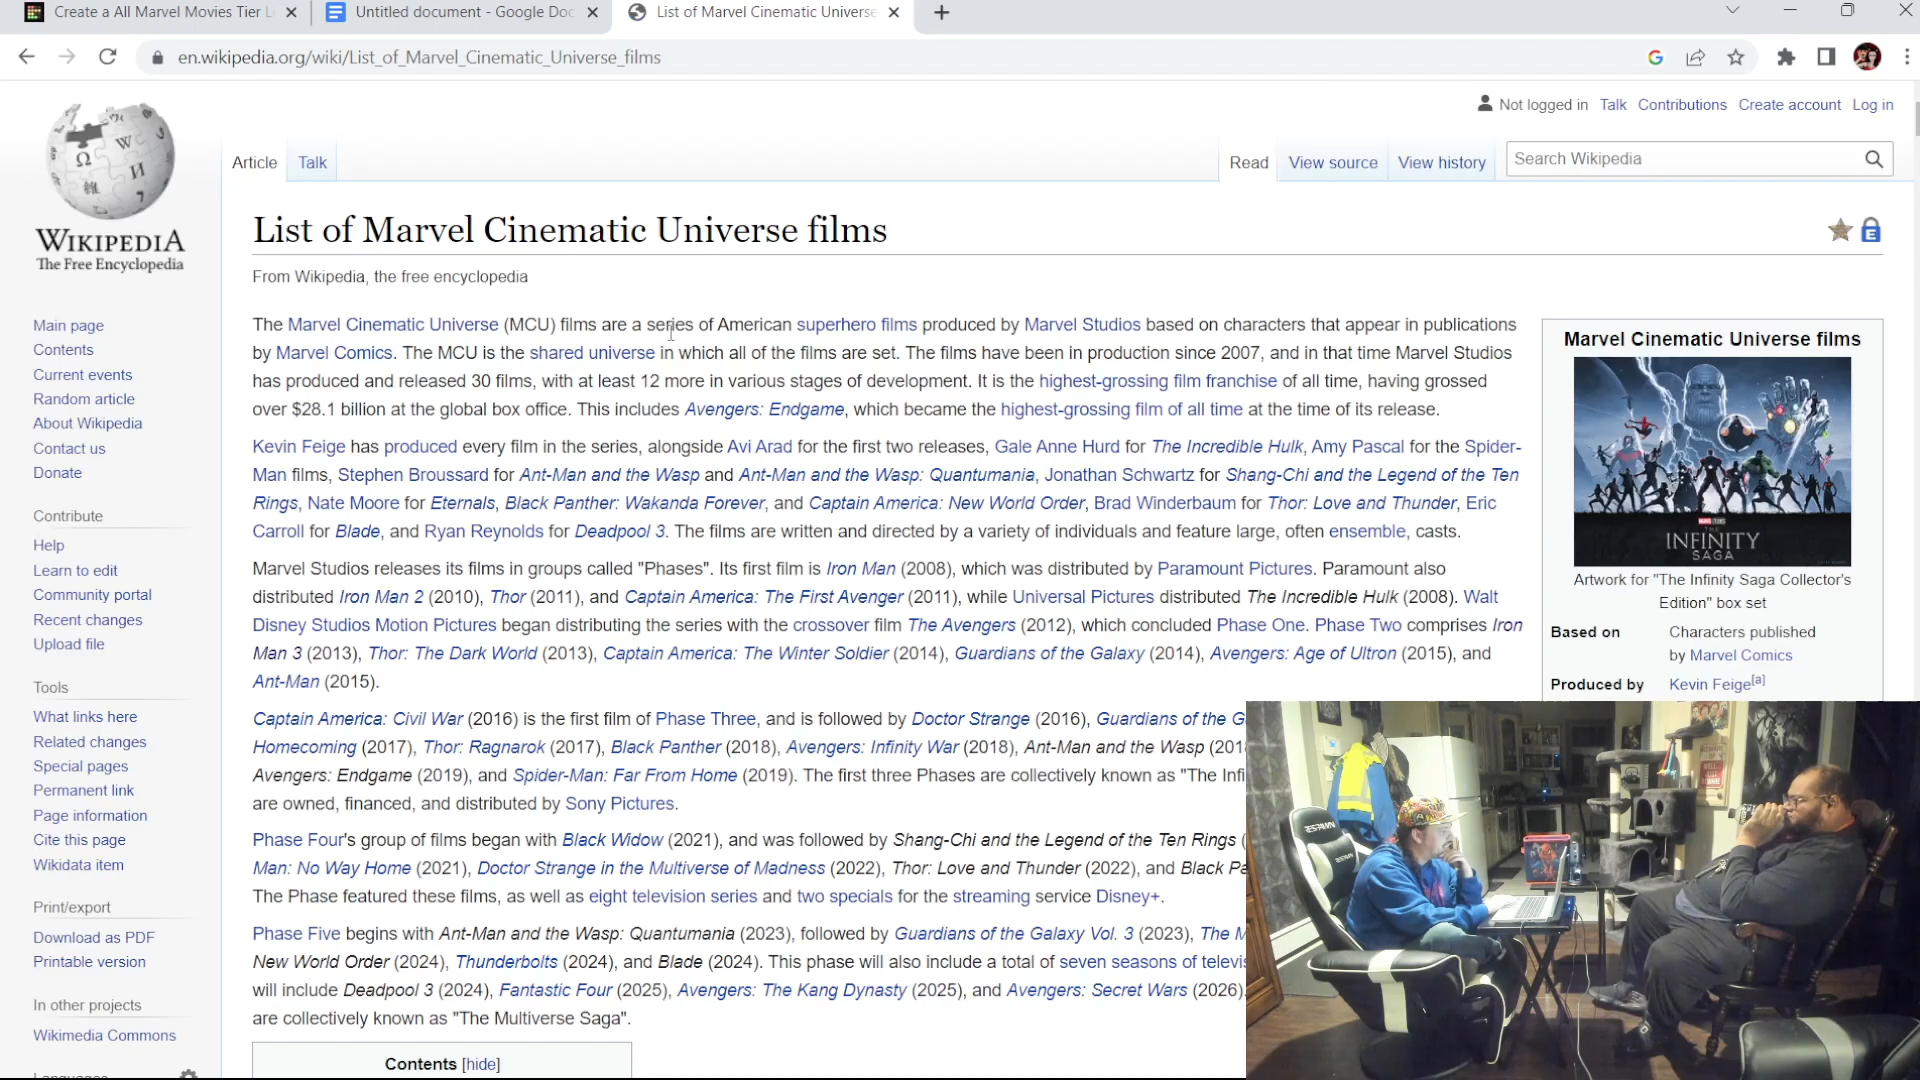 Create a All Marvel Movies Tier L
Untitled document - Google Doc
List of Marvel Cinematic Universe
en.wikipedia.org/wiki/List_of_Marvel_Cinematic_Universe_films
Not logged in Talk Contributions Create account Log in
Article Talk Read View source View history Search Wikipedia
WIKIPEDIA
The Free Encyclopedia
List of Marvel Cinematic Universe films
From Wikipedia, the free encyclopedia
The Marvel Cinematic Universe (MCU) films are a series of American superhero films produced by Marvel Studios based on characters that appear in publications
by Marvel Comics. The MCU is the shared universe in which all of the films are set. The films have been in production since 2007, and in that time Marvel Studios
has produced and released 30 films, with at least 12 more in various stages of development. It is the highest-grossing film franchise of all time, having grossed
over $28.1 billion at the global box office. This includes Avengers: Endgame, which became the highest-grossing film of all time at the time of its release.
Kevin Feige has produced every film in the series, alongside Avi Arad for the first two releases, Gale Anne Hurd for The Incredible Hulk, Amy Pascal for the Spider-
Man films, Stephen Broussard for Ant-Man and the Wasp and Ant-Man and the Wasp: Quantumania, Jonathan Schwartz for Shang-Chi and the Legend of the Ten
Rings, Nate Moore for Eternals, Black Panther: Wakanda Forever, and Captain America: New World Order, Brad Winderbaum for Thor: Love and Thunder, Eric
Carroll for Blade, and Ryan Reynolds for Deadpool 3. The films are written and directed by a variety of individuals and feature large, often ensemble, casts.
Marvel Studios releases its films in groups called "Phases". Its first film is Iron Man (2008), which was distributed by Paramount Pictures. Paramount also
distributed Iron Man 2 (2010), Thor (2011), and Captain America: The First Avenger (2011), while Universal Pictures distributed The Incredible Hulk (2008). Walt
Disney Studios Motion Pictures began distributing the series with the crossover film The Avengers (2012), which concluded Phase One. Phase Two comprises Iron
Man 3 (2013), Thor: The Dark World (2013), Captain America: The Winter Soldier (2014), Guardians of the Galaxy (2014), Avengers: Age of Ultron (2015), and
Ant-Man (2015).
Captain America: Civil War (2016) is the first film of Phase Three, and is followed by Doctor Strange (2016), Guardians of the G
Homecoming (2017), Thor: Ragnarok (2017), Black Panther (2018), Avengers: Infinity War (2018), Ant-Man and the Wasp (2018
Avengers: Endgame (2019), and Spider-Man: Far From Home (2019). The first three Phases are collectively known as "The Infi
are owned, financed, and distributed by Sony Pictures.
Phase Four's group of films began with Black Widow (2021), and was followed by Shang-Chi and the Legend of the Ten Rings (
Man: No Way Home (2021), Doctor Strange in the Multiverse of Madness (2022), Thor: Love and Thunder (2022), and Black Pa
The Phase featured these films, as well as eight television series and two specials for the streaming service Disney+.
Phase Five begins with Ant-Man and the Wasp: Quantumania (2023), followed by Guardians of the Galaxy Vol. 3 (2023), The M
New World Order (2024), Thunderbolts (2024), and Blade (2024). This phase will also include a total of seven seasons of televis
will include Deadpool 3 (2024), Fantastic Four (2025), Avengers: The Kang Dynasty (2025), and Avengers: Secret Wars (2026).
are collectively known as "The Multiverse Saga".
Contents [hide]
Marvel Cinematic Universe films
MARVEL STUDIOS
THE
INFINITY
SAGA
Artwork for "The Infinity Saga Collector's
Edition" box set
Based on Characters published
by Marvel Comics
Produced by Kevin Feige[a]
Main page
Contents
Current events
Random article
About Wikipedia
Contact us
Donate
Contribute
Help
Learn to edit
Community portal
Recent changes
Upload file
Tools
What links here
Related changes
Special pages
Permanent link
Page information
Cite this page
Wikidata item
Print/export
Download as PDF
Printable version
In other projects
Wikimedia Commons
Languages